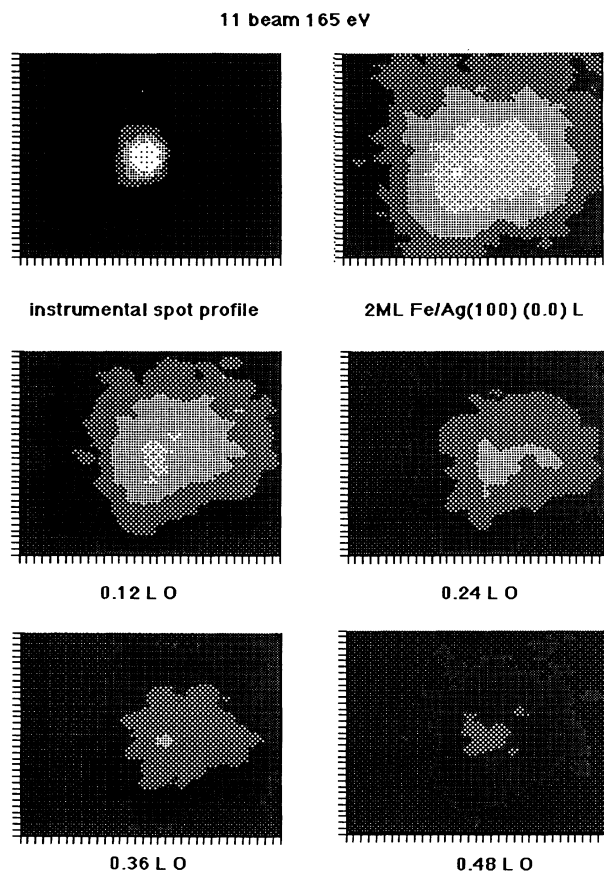 11 beam 165 eV
instrumental spot profile
2ML Fe/Ag(100) (0.0) L
0.12 L O
0.24 L O
0.36 L O
0.48 L O